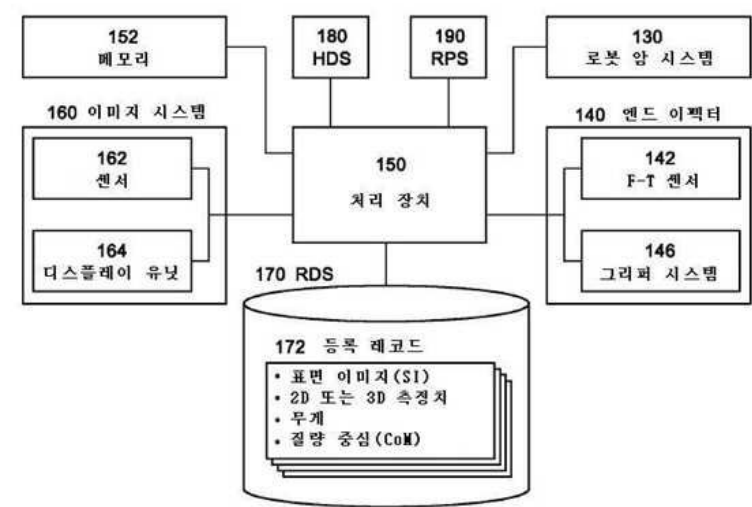 152
메모리
180
HDS
190
RPS
130
로봇 암 시스템
160 이미지 시스템
162
센서
164
디스플레이 유닛
150
처리 장치
140 엔드 이펙터
142
F-T 센서
146
그리퍼 시스템
170 RDS
172 등록 레코드
• 표면 이미지(SI)
• 2D 또는 3D 측정치
• 무게
• 질량 중심(CoM)